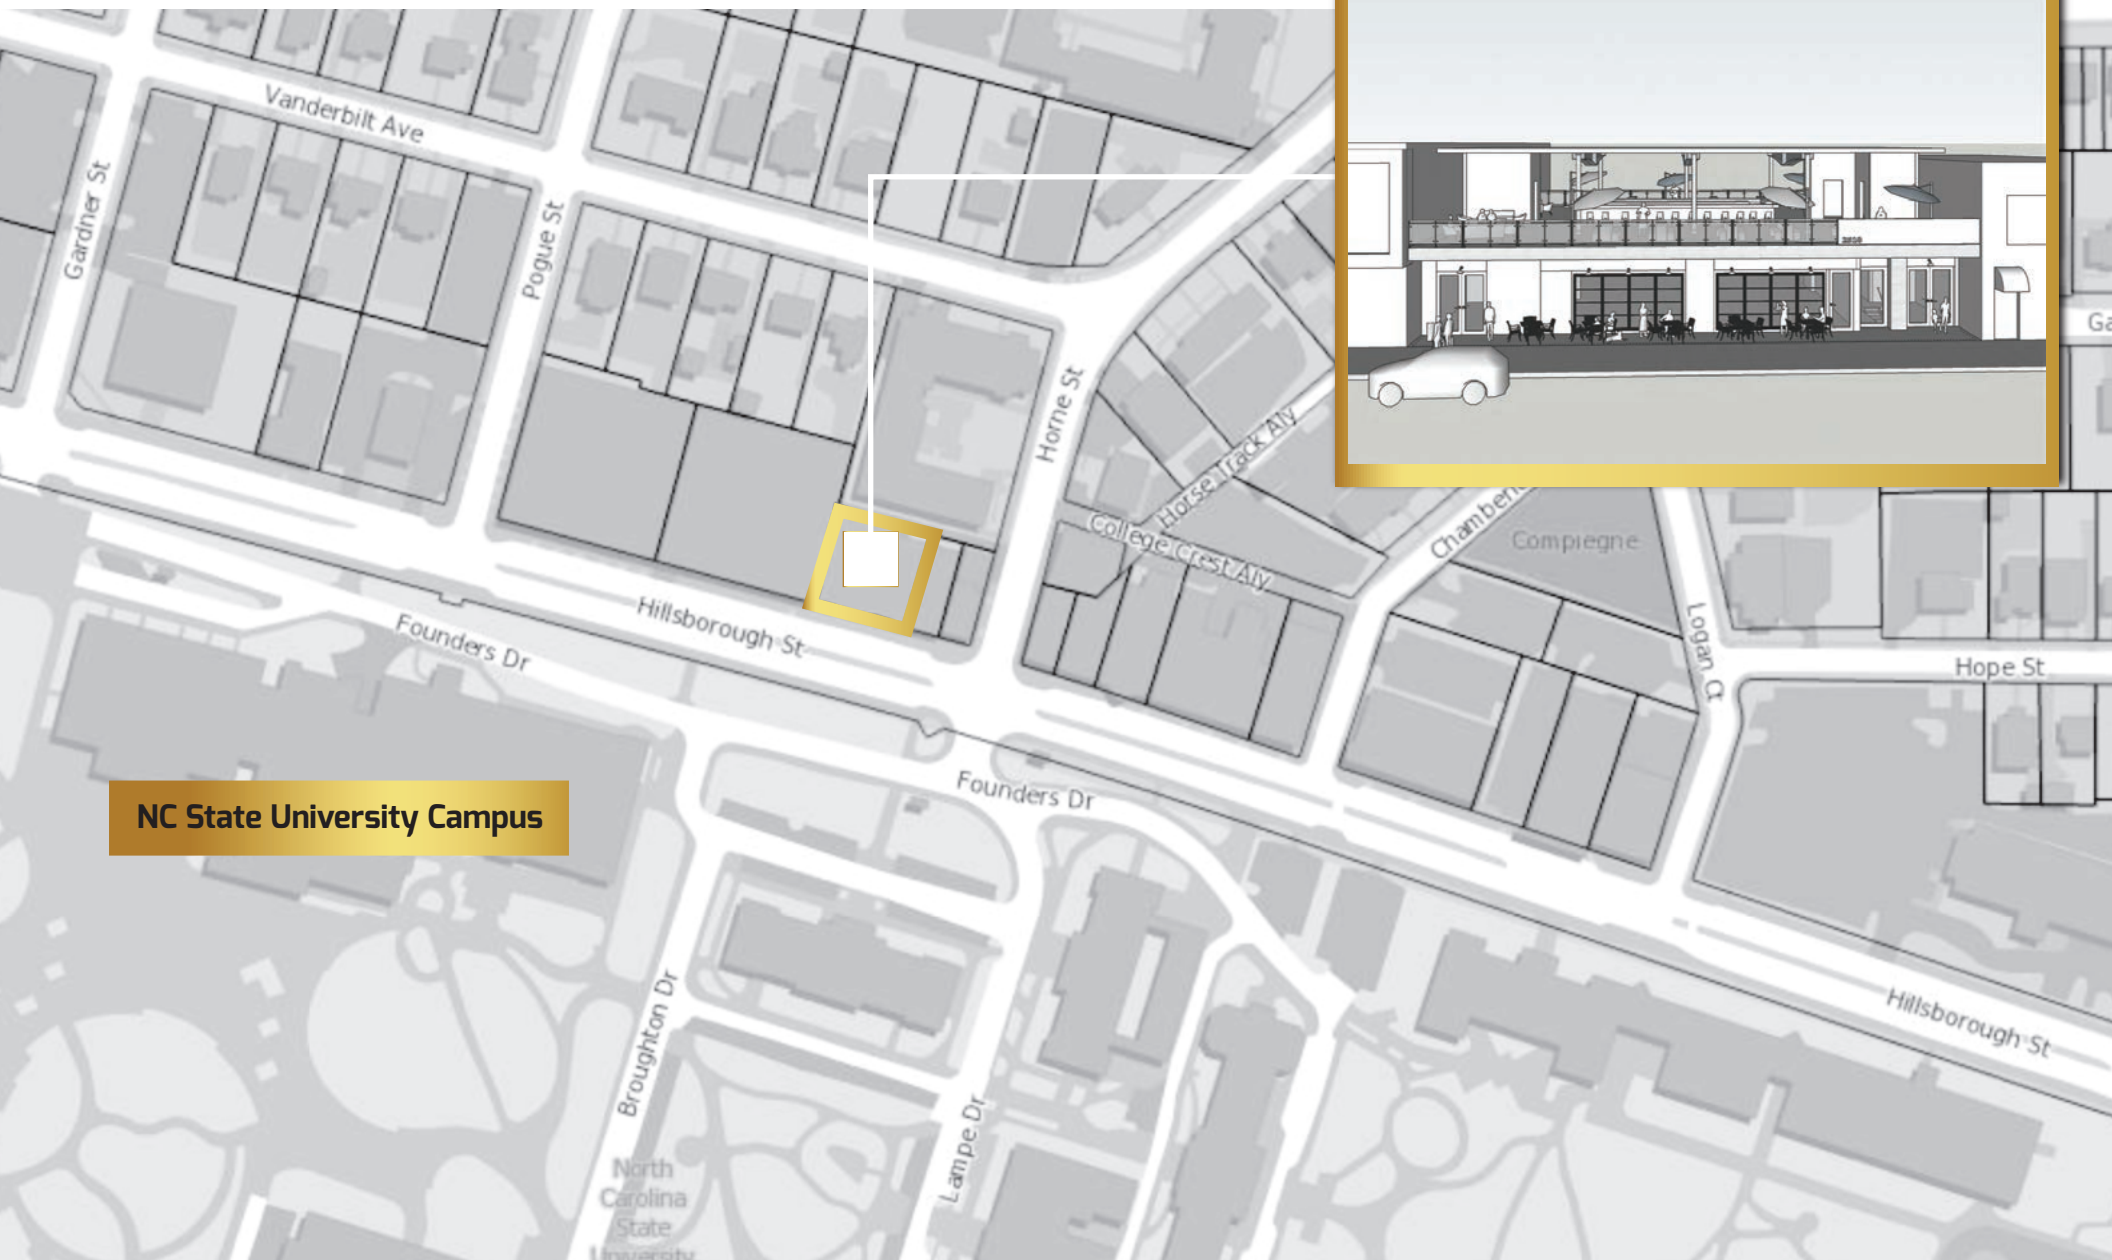 Vanderbilt Ave
Gardner St
Pogue St
Horne St
Horse Track Aly
College Crest Aly
Chamberl
Compiegne
Logan Ct
Hope St
Ga
Hillsborough St
Founders Dr
NC State University Campus
Founders Dr
Hillsborough St
Broughton Dr
Lampe Dr
North
Carolina
State
University